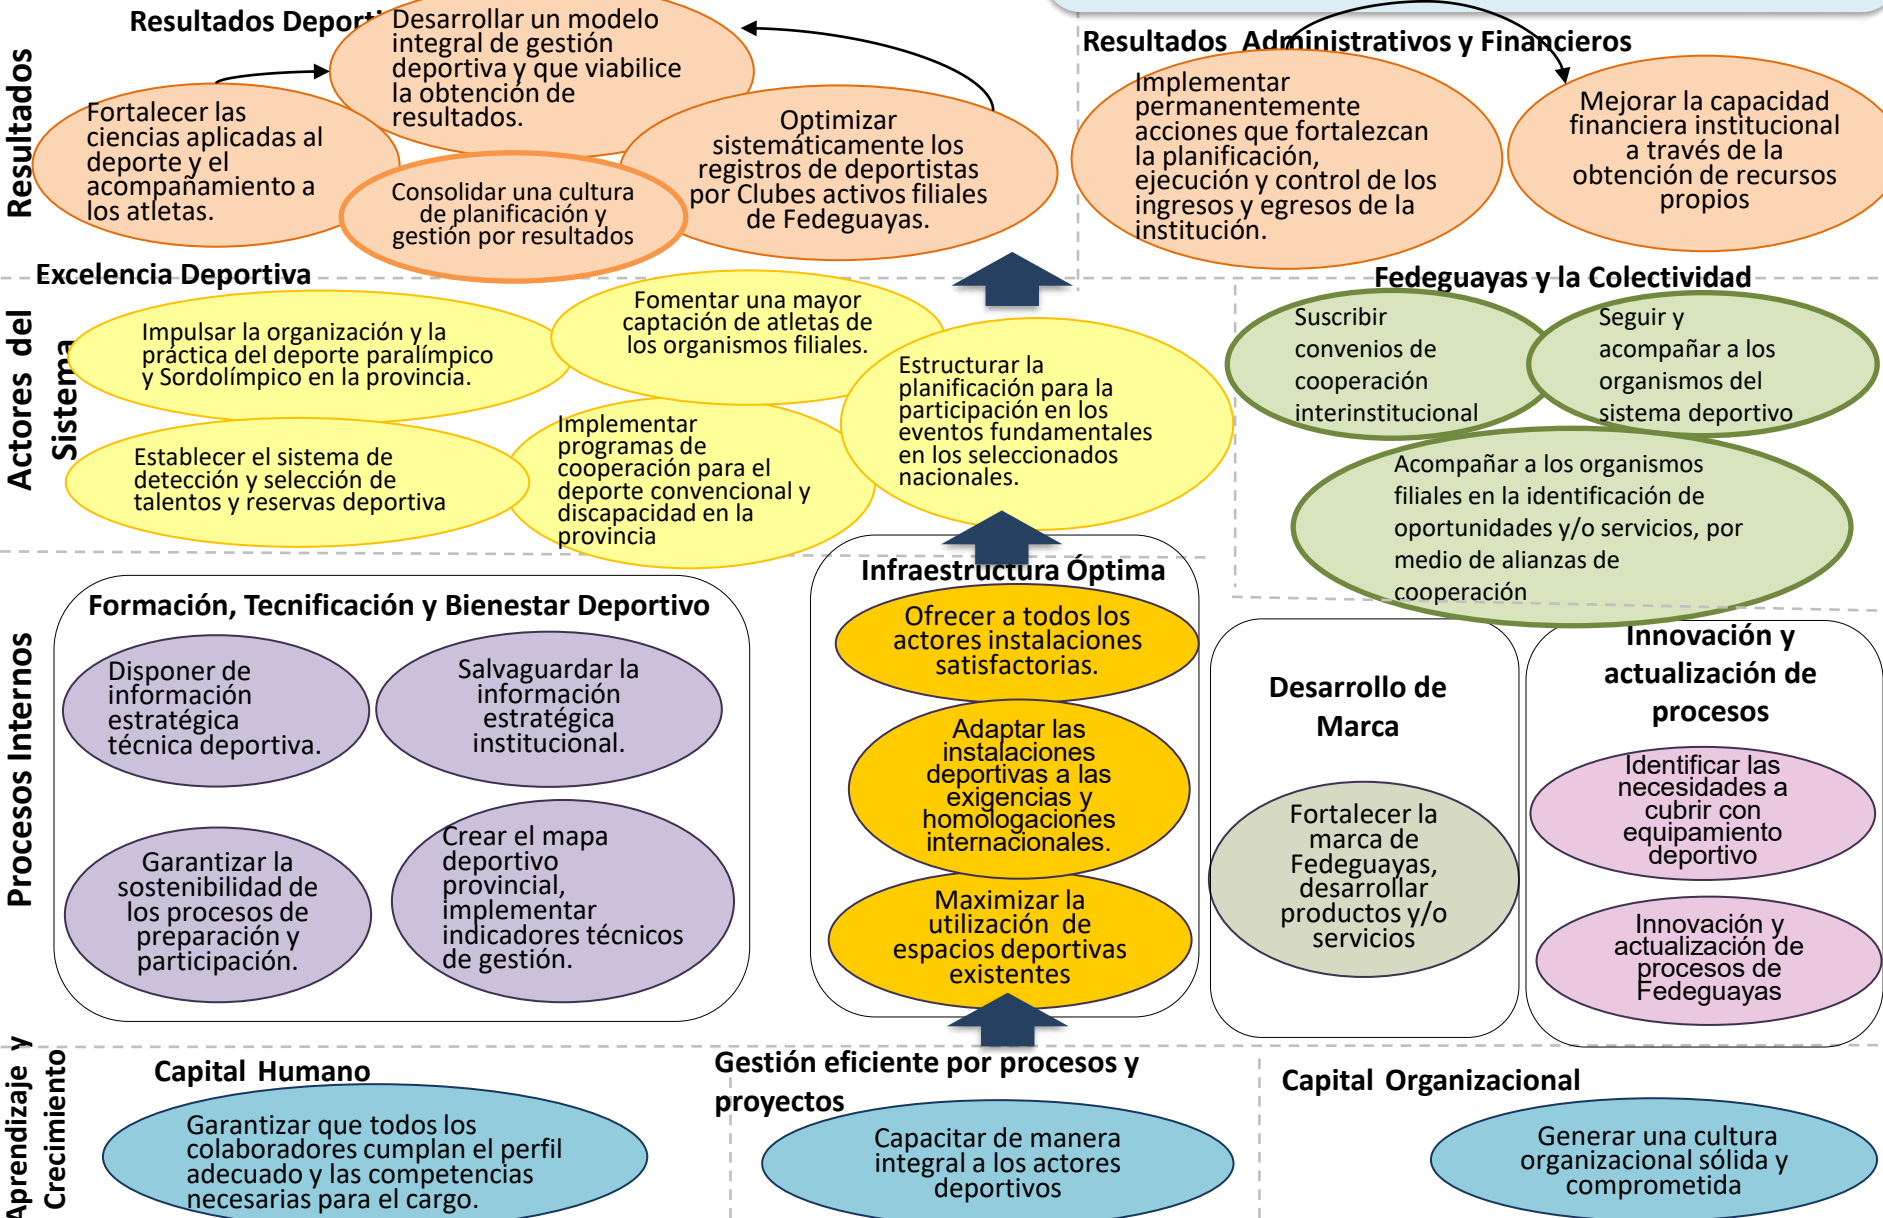 Resultados
Resultados Deporti
Desarrollar un modelo
integral de gestión
deportiva y que viabilice
la obtención de
resultados.
Fortalecer las
ciencias aplicadas al
deporte y el
acompañamiento a
los atletas.
Consolidar una cultura
de planificación y
gestión por resultados
Optimizar
sistemáticamente los
registros de deportistas
por Clubes activos filiales
de Fedeguayas.
Resultados Administrativos y Financieros
Implementar
permanentemente
acciones que fortalezcan
la planificación,
ejecución y control de los
ingresos y egresos de la
institución.
Mejorar la capacidad
financiera institucional
a través de la
obtención de recursos
propios
Actores del
Sistema
Excelencia Deportiva
Impulsar la organización y la
práctica del deporte paralímpico
y Sordolímpico en la provincia.
Fomentar una mayor
captación de atletas de
los organismos filiales.
Establecer el sistema de
detección y selección de
talentos y reservas deportiva
Implementar
programas de
cooperación para el
deporte convencional y
discapacidad en la
provincia
Estructurar la
planificación para la
participación en los
eventos fundamentales
en los seleccionados
nacionales.
Fedeguayas y la Colectividad
Suscribir
convenios de
cooperación
interinstitucional
Seguir y
acompañar a los
organismos del
sistema deportivo
Acompañar a los organismos
filiales en la identificación de
oportunidades y/o servicios, por
medio de alianzas de
cooperación
Procesos Internos
Formación, Tecnificación y Bienestar Deportivo
Disponer de
información
estratégica
técnica deportiva.
Salvaguardar la
información
estratégica
institucional.
Garantizar la
sostenibilidad de
los procesos de
preparación y
participación.
Crear el mapa
deportivo
provincial,
implementar
indicadores técnicos
de gestión.
Infraestructura Óptima
Ofrecer a todos los
actores instalaciones
satisfactorias.
Adaptar las
instalaciones
deportivas a las
exigencias y
homologaciones
internacionales.
Maximizar la
utilización de
espacios deportivas
existentes
Desarrollo de
Marca
Fortalecer la
marca de
Fedeguayas,
desarrollar
productos y/o
servicios
Innovación y
actualización de
procesos
Identificar las
necesidades a
cubrir con
equipamiento
deportivo
Innovación y
actualización de
procesos de
Fedeguayas
Aprendizaje y
Crecimiento
Capital Humano
Garantizar que todos los
colaboradores cumplan el perfil
adecuado y las competencias
necesarias para el cargo.
Gestión eficiente por procesos y
proyectos
Capacitar de manera
integral a los actores
deportivos
Capital Organizacional
Generar una cultura
organizacional sólida y
comprometida